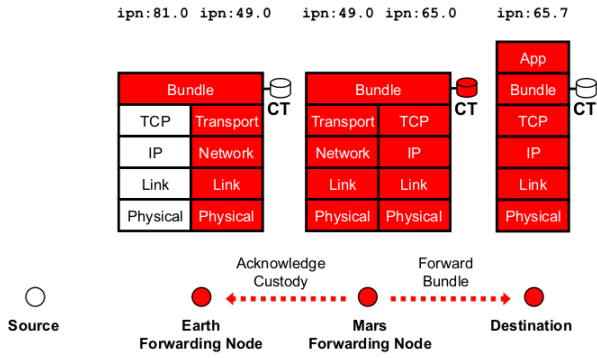 ipn:81.0 ipn:49.0 ipn:49.0 ipn:65.0 ipn:65.7
App
Bundle Bundle Bundle
CT CT CT
TCP Transport Transport TCP TCP
IP Network Network IP IP
Link Link Link Link Link
Physical Physical Physical Physical Physical
Acknowledge Forward
Custody Bundle
Source Earth Mars Destination
Forwarding Node Forwarding Node